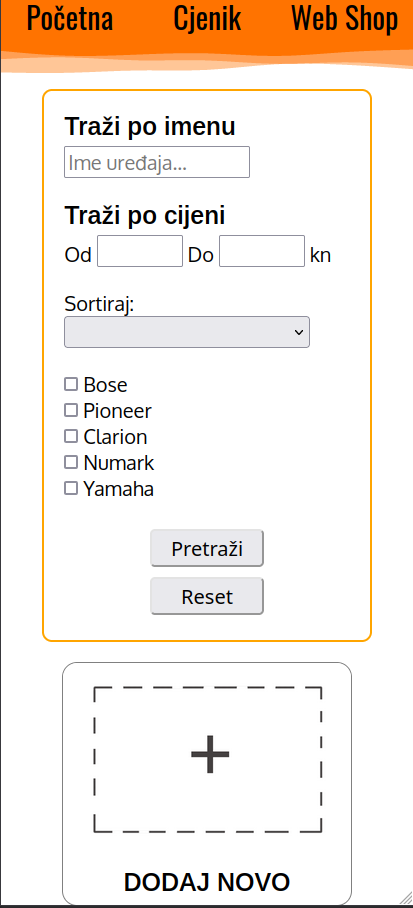 Početna Cjenik Web Shop
Traži po imenu
Ime uređaja...
Traži po cijeni
Od Do kn
Sortiraj:
Bose
Pioneer
Clarion
Numark
Yamaha
Pretraži
Reset
DODAJ NOVO